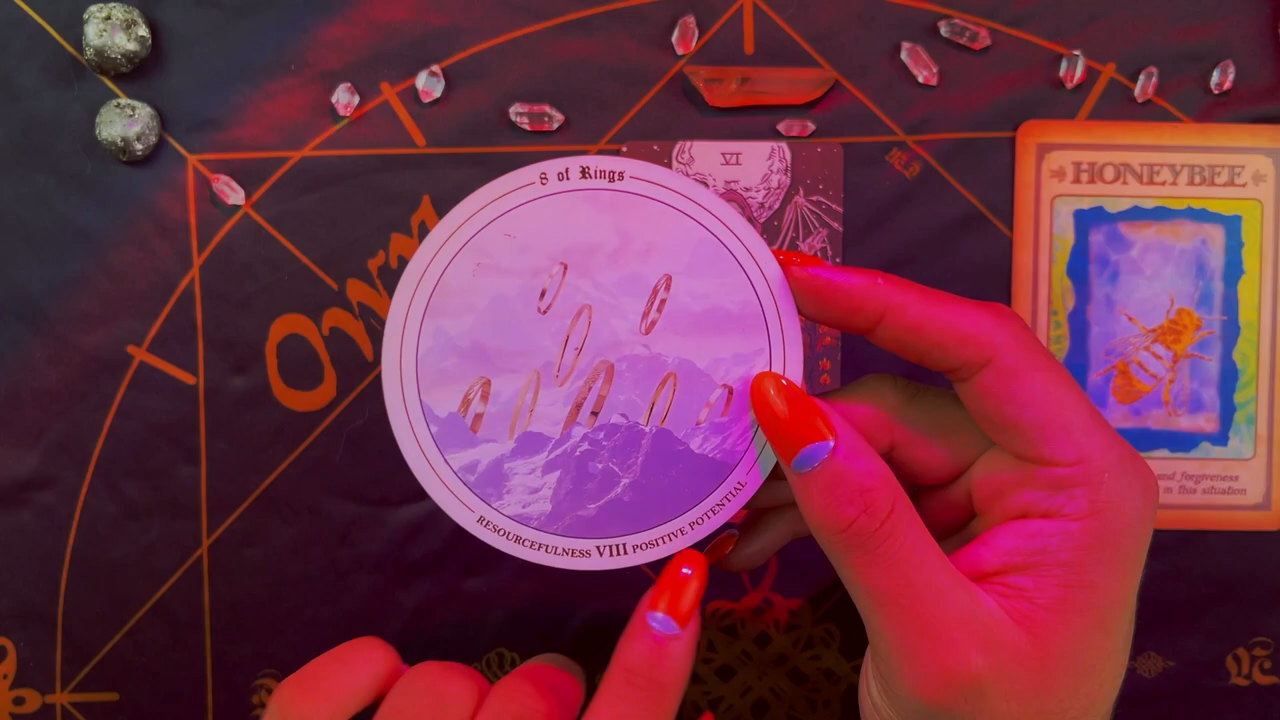 VI
HONEYBEE
8 of Rings
and forgiveness
in this situation
RESOURCEFULNESS VIII POSITIVE POTENTIAL